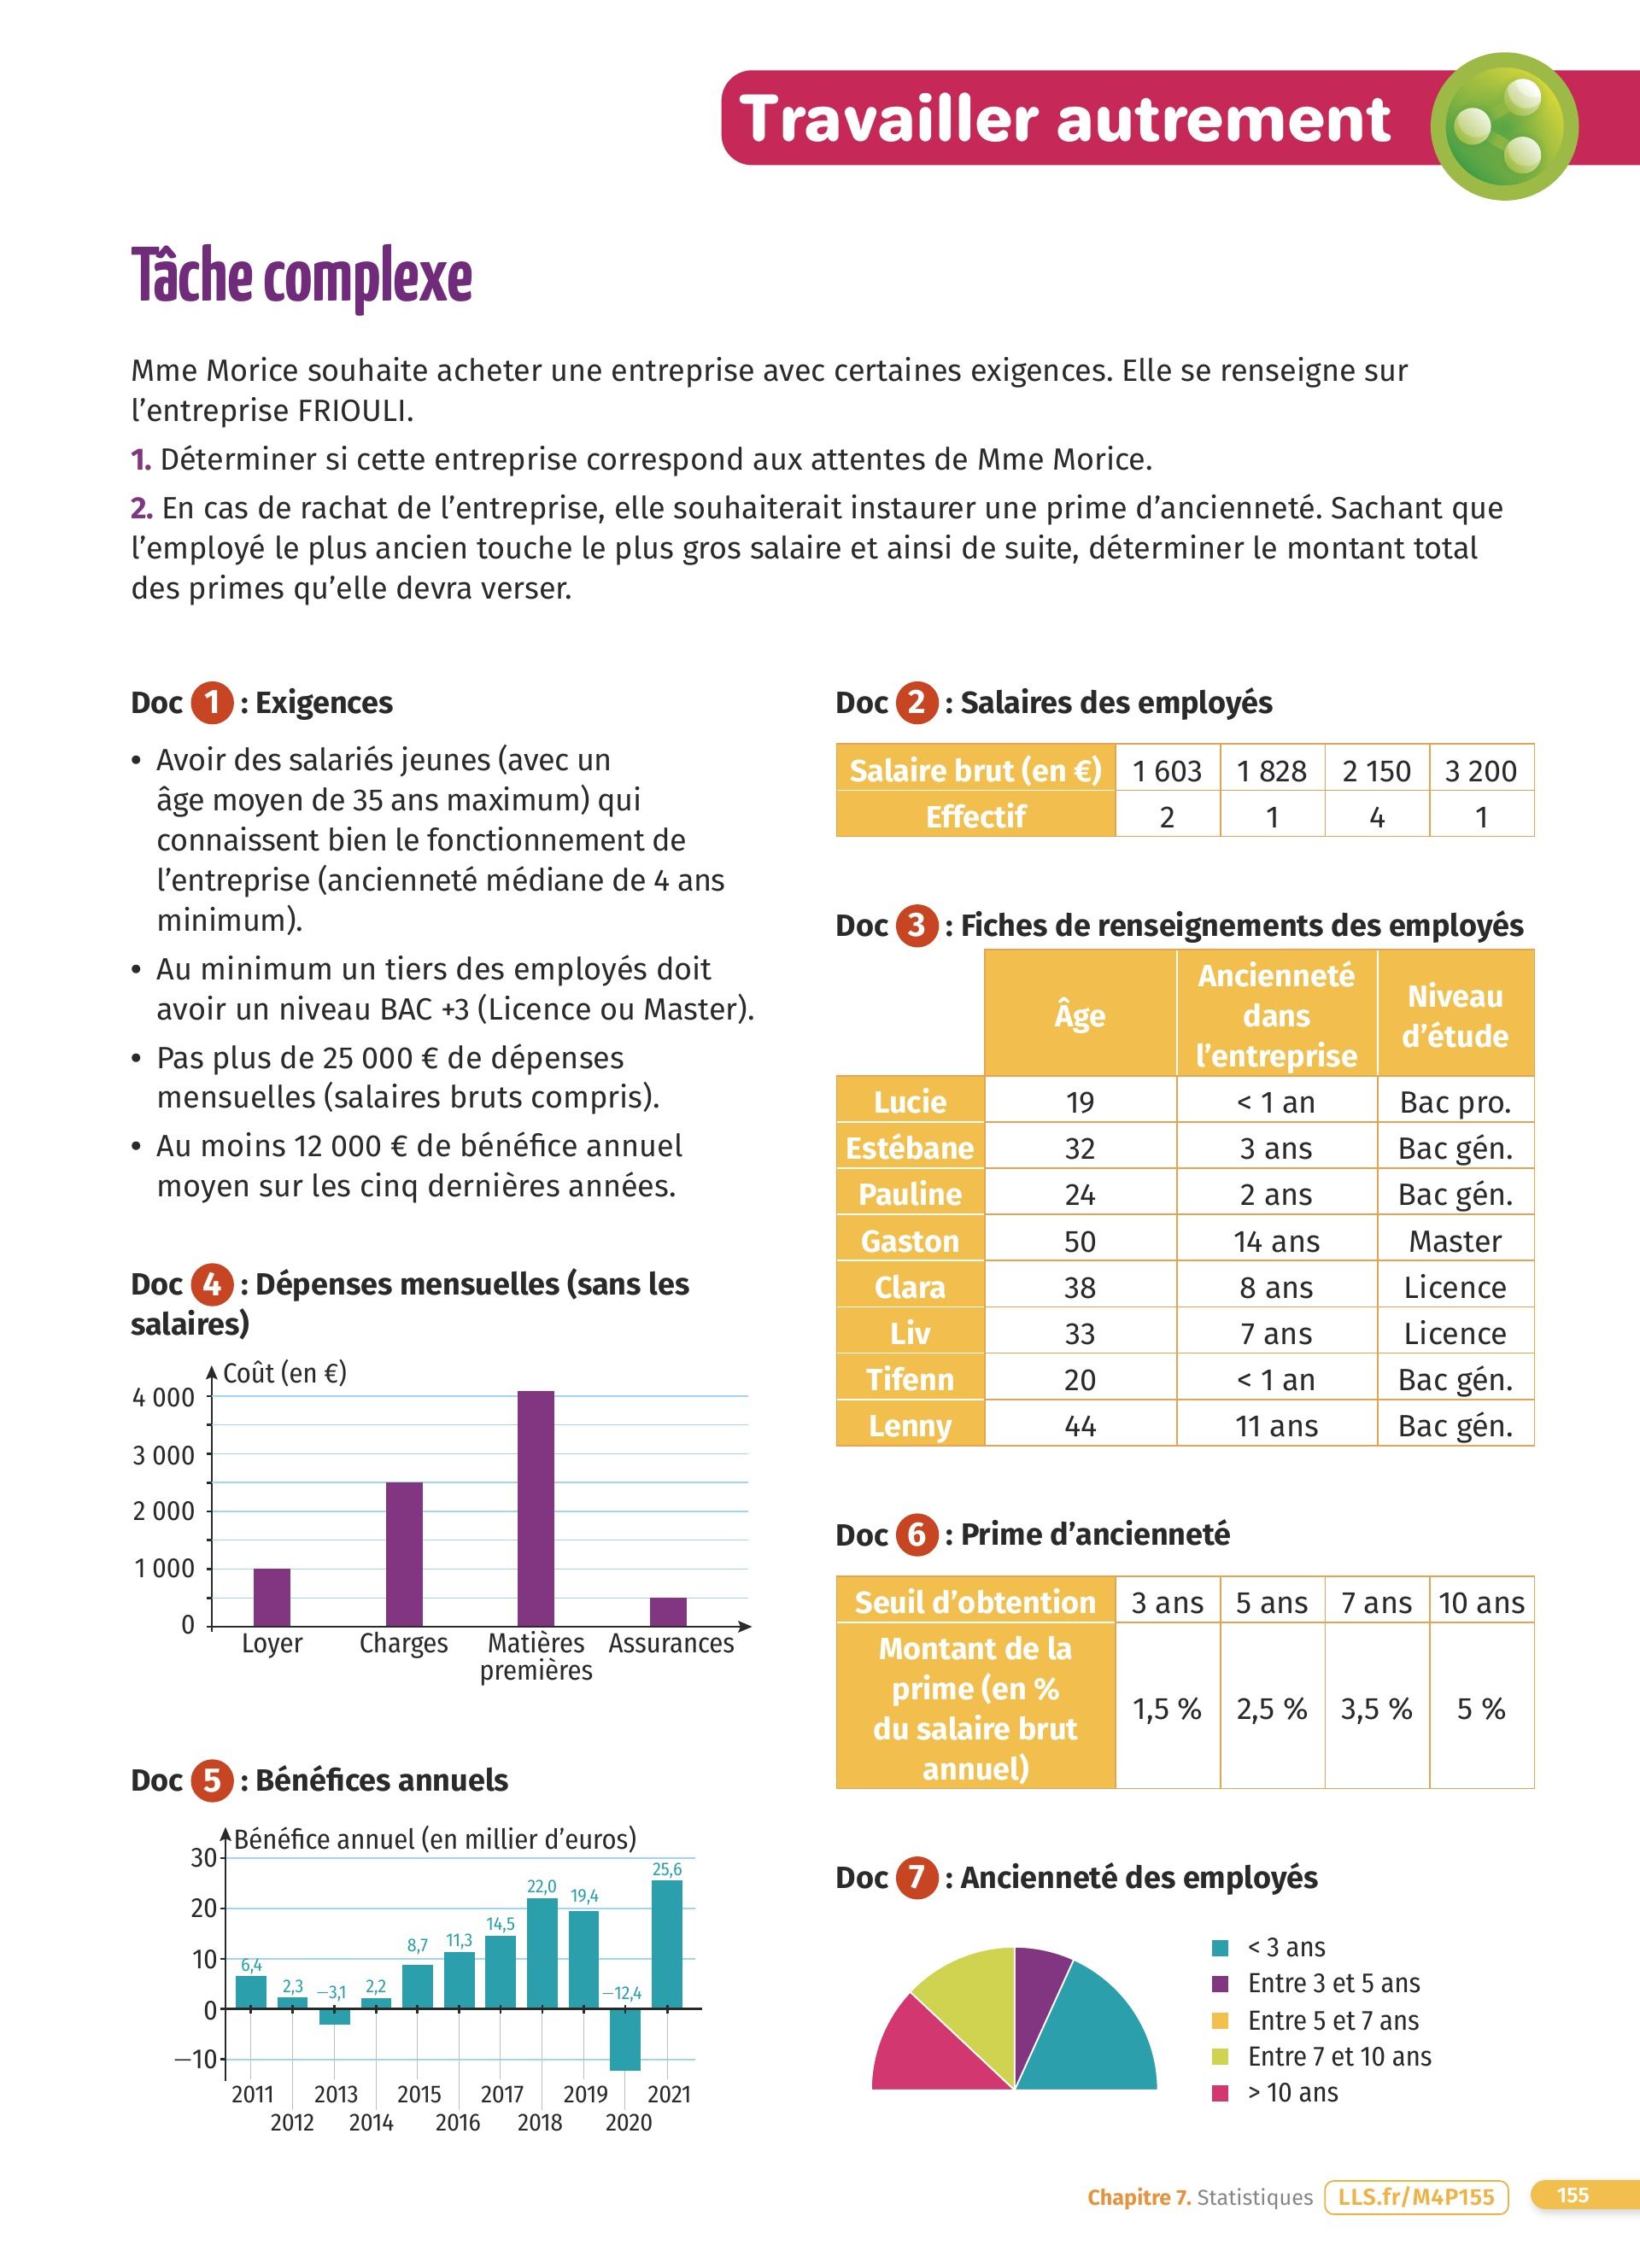 Travailler autrement
Tâche complexe
Mme Morice souhaite acheter une entreprise avec certaines exigences. Elle se renseigne sur
l’entreprise FRIOULI.
1. Déterminer si cette entreprise correspond aux attentes de Mme Morice.
2. En cas de rachat de l’entreprise, elle souhaiterait instaurer une prime d’ancienneté. Sachant que
l’employé le plus ancien touche le plus gros salaire et ainsi de suite, déterminer le montant total
des primes qu’elle devra verser.
Doc 1 : Exigences
• Avoir des salariés jeunes (avec un
âge moyen de 35 ans maximum) qui
connaissent bien le fonctionnement de
l’entreprise (ancienneté médiane de 4 ans
minimum).
• Au minimum un tiers des employés doit
avoir un niveau BAC +3 (Licence ou Master).
• Pas plus de 25 000 € de dépenses
mensuelles (salaires bruts compris).
• Au moins 12 000 € de bénéfice annuel
moyen sur les cinq dernières années.
Doc 4 : Dépenses mensuelles (sans les
salaires)
Coût (en €)
4 000
3 000
2 000
1 000
0
Loyer Charges Matières Assurances
premières
Doc 5 : Bénéfices annuels
Bénéfice annuel (en millier d’euros)
30
20
10
0
−10
6,4 2,3 −3,1 2,2 8,7 11,3 14,5 22,0 19,4 −12,4 25,6
2011 2013 2015 2017 2019 2021
2012 2014 2016 2018 2020
Doc 2 : Salaires des employés
Salaire brut (en €) 1 603 1 828 2 150 3 200
Effectif 2 1 4 1
Doc 3 : Fiches de renseignements des employés
Âge
Ancienneté
dans
l’entreprise
Niveau
d’étude
Lucie 19 < 1 an Bac pro.
Estébane 32 3 ans Bac gén.
Pauline 24 2 ans Bac gén.
Gaston 50 14 ans Master
Clara 38 8 ans Licence
Liv 33 7 ans Licence
Tifenn 20 < 1 an Bac gén.
Lenny 44 11 ans Bac gén.
Doc 6 : Prime d’ancienneté
Seuil d’obtention 3 ans 5 ans 7 ans 10 ans
Montant de la
prime (en %
du salaire brut
annuel)
1,5 % 2,5 % 3,5 % 5 %
Doc 7 : Ancienneté des employés
< 3 ans
Entre 3 et 5 ans
Entre 5 et 7 ans
Entre 7 et 10 ans
> 10 ans
Chapitre 7. Statistiques LLS.fr/M4P155 155